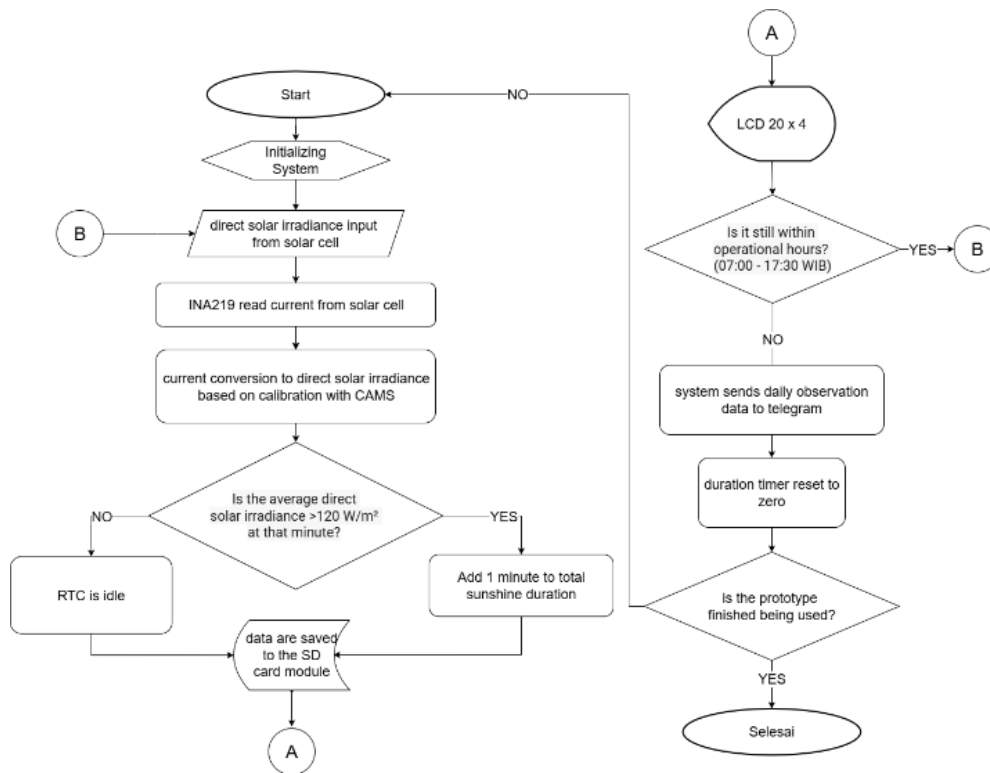 Start
Initializing
System
B
direct solar irradiance input
from solar cell
INA219 read current from solar cell
current conversion to direct solar irradiance
based on calibration with CAMS
Is the average direct
solar irradiance >120 W/m²
at that minute?
NO
YES
RTC is idle
Add 1 minute to total
sunshine duration
data are saved
to the SD
card module
A
A
LCD 20 x 4
Is it still within
operational hours?
(07:00 - 17:30 WIB)
YES
B
NO
system sends daily observation
data to telegram
duration timer reset to
zero
Is the prototype
finished being used?
NO
YES
Selesai